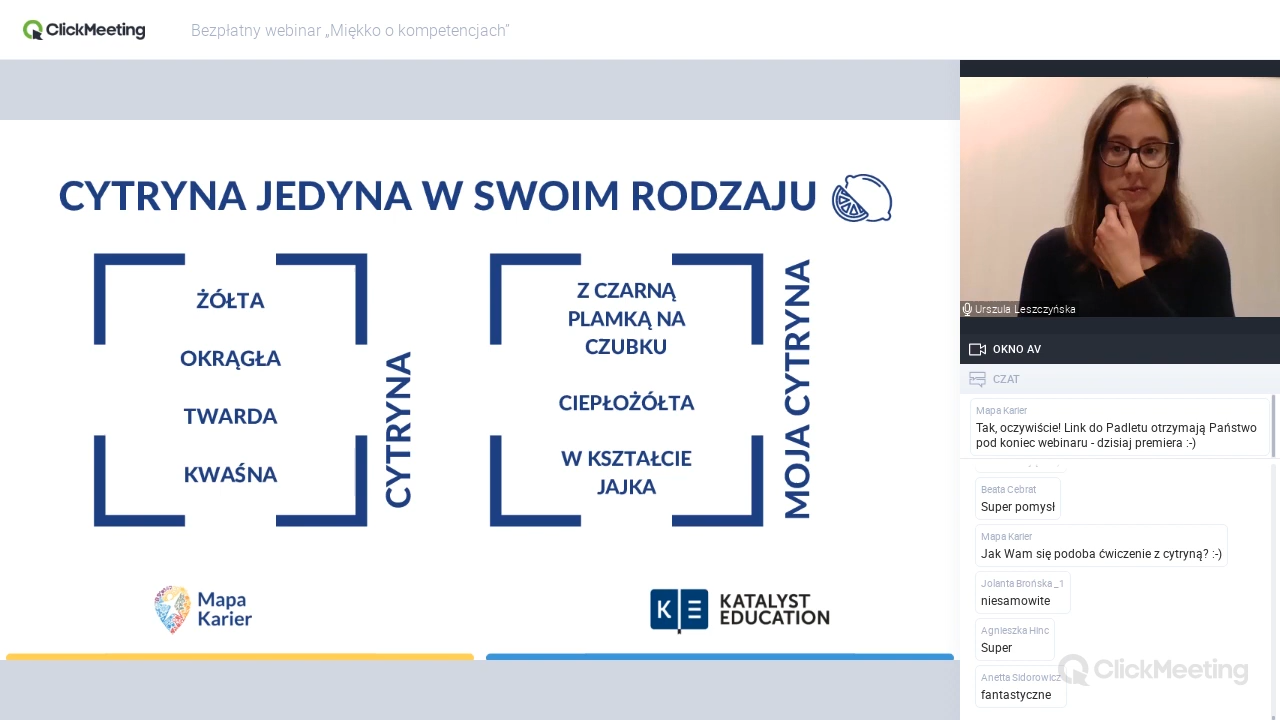 ClickMeeting
Bezpłatny webinar „Miękko o kompetencjach”
CYTRYNA JEDYNA W SWOIM RODZAJU
ŻÓŁTA
OKRĄGŁA
TWARDA
KWAŚNA
CYTRYNA
Z CZARNĄ
PLAMKĄ NA
CZUBKU
CIEPŁOŻÓŁTA
W KSZTAŁCIE
JAJKA
MOJA CYTRYNA
Mapa
Karier
K E
KATALYST
EDUCATION
Urszula Leszczyńska
OKNO AV
CZAT
Mapa Karier
Tak, oczywiście! Link do Padletu otrzymają Państwo
pod koniec webinaru - dzisiaj premiera :-)
Beata Cebrat
Super pomysł
Mapa Karier
Jak Wam się podoba ćwiczenie z cytryną? :-)
Jolanta Brońska_1
niesamowite
Agnieszka Hinc
Super
Anetta Sidorowicz
fantastyczne
ClickMeeting